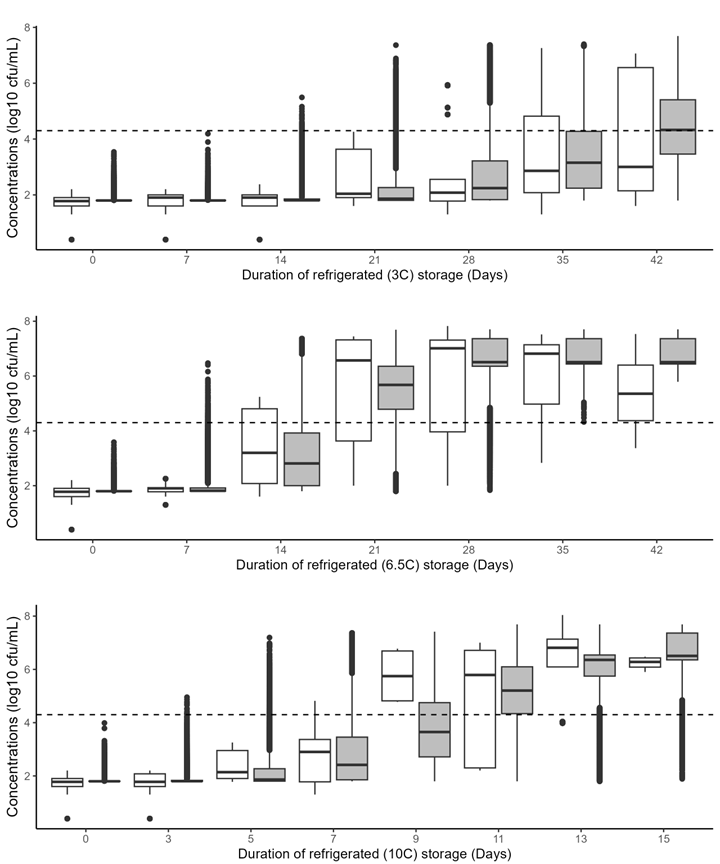 Concentrations (log10 cfu/mL)
8
6
4
2
0 7 14 21 28 35 42
Duration of refrigerated (3C) storage (Days)
Concentrations (log10 cfu/mL)
8
6
4
2
0 7 14 21 28 35 42
Duration of refrigerated (6.5C) storage (Days)
Concentrations (log10 cfu/mL)
8
6
4
2
0 3 5 7 9 11 13 15
Duration of refrigerated (10C) storage (Days)